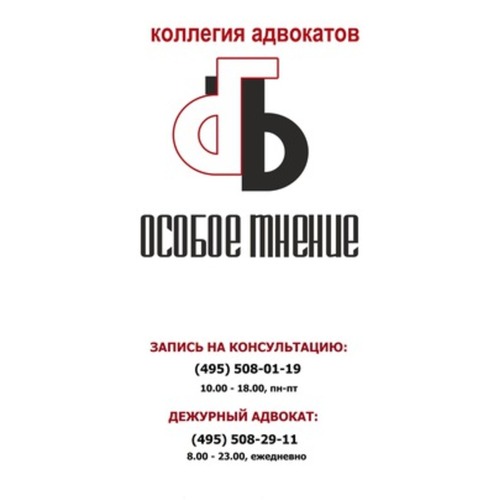 коллегия адвокатов
ОСОБОЕ МНЕНИЕ
ЗАПИСЬ НА КОНСУЛЬТАЦИЮ:
(495) 508-01-19
10.00 - 18.00, пн-пт
ДЕЖУРНЫЙ АДВОКАТ:
(495) 508-29-11
8.00 - 23.00, ежедневно